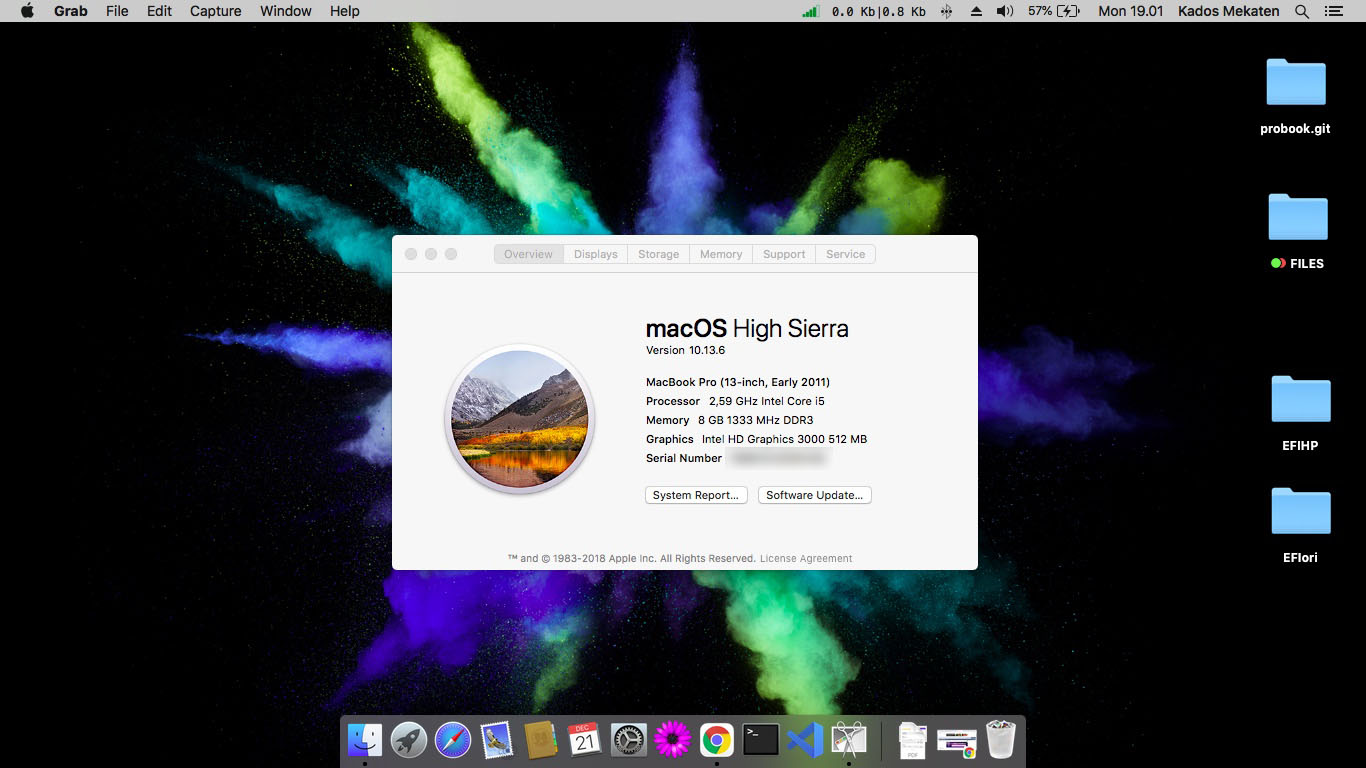 Grab File Edit Capture Window Help 0.0 Kb|0.8 Kb 57% Mon 19.01 Kados Mekaten
probook.git
FILES
Overview Displays Storage Memory Support Service
macOS High Sierra
Version 10.13.6
MacBook Pro (13-inch, Early 2011)
Processor 2,59 GHz Intel Core i5
Memory 8 GB 1333 MHz DDR3
Graphics Intel HD Graphics 3000 512 MB
Serial Number
System Report... Software Update...
™ and © 1983-2018 Apple Inc. All Rights Reserved. License Agreement
EFIHP
EFIori
DEC
21
>_
PDF